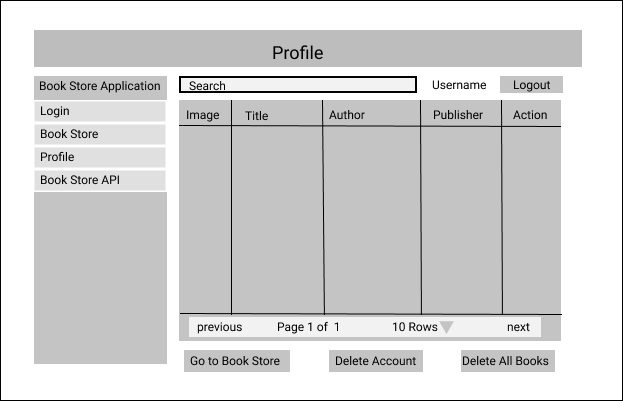 Profile
Book Store Application
Search
Username
Logout
Login
Book Store
Profile
Book Store API
Image
Title
Author
Publisher
Action
previous
Page 1 of 1
10 Rows
next
Go to Book Store
Delete Account
Delete All Books